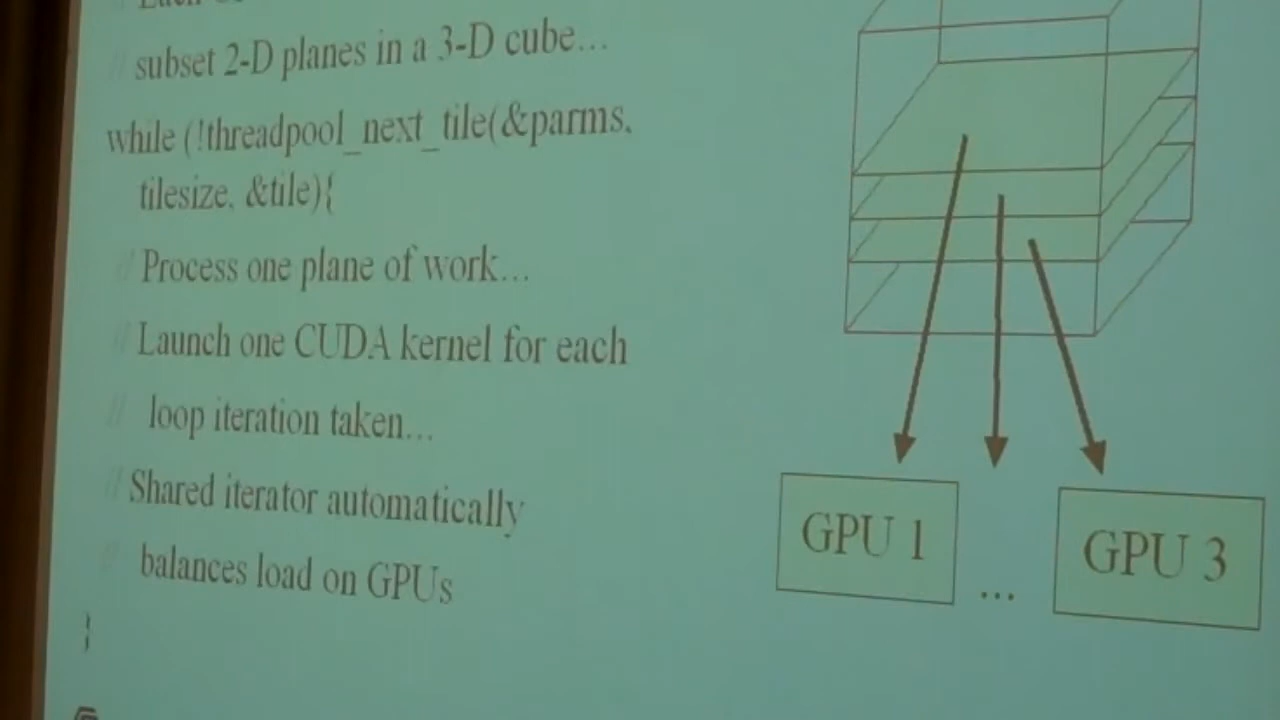 subset 2-D planes in a 3-D cube...
while (!threadpool_next_tile(&parms,
tilesize, &tile){
// Process one plane of work...
// Launch one CUDA kernel for each
// loop iteration taken...
// Shared iterator automatically
// balances load on GPUs
}
GPU 1
...
GPU 3